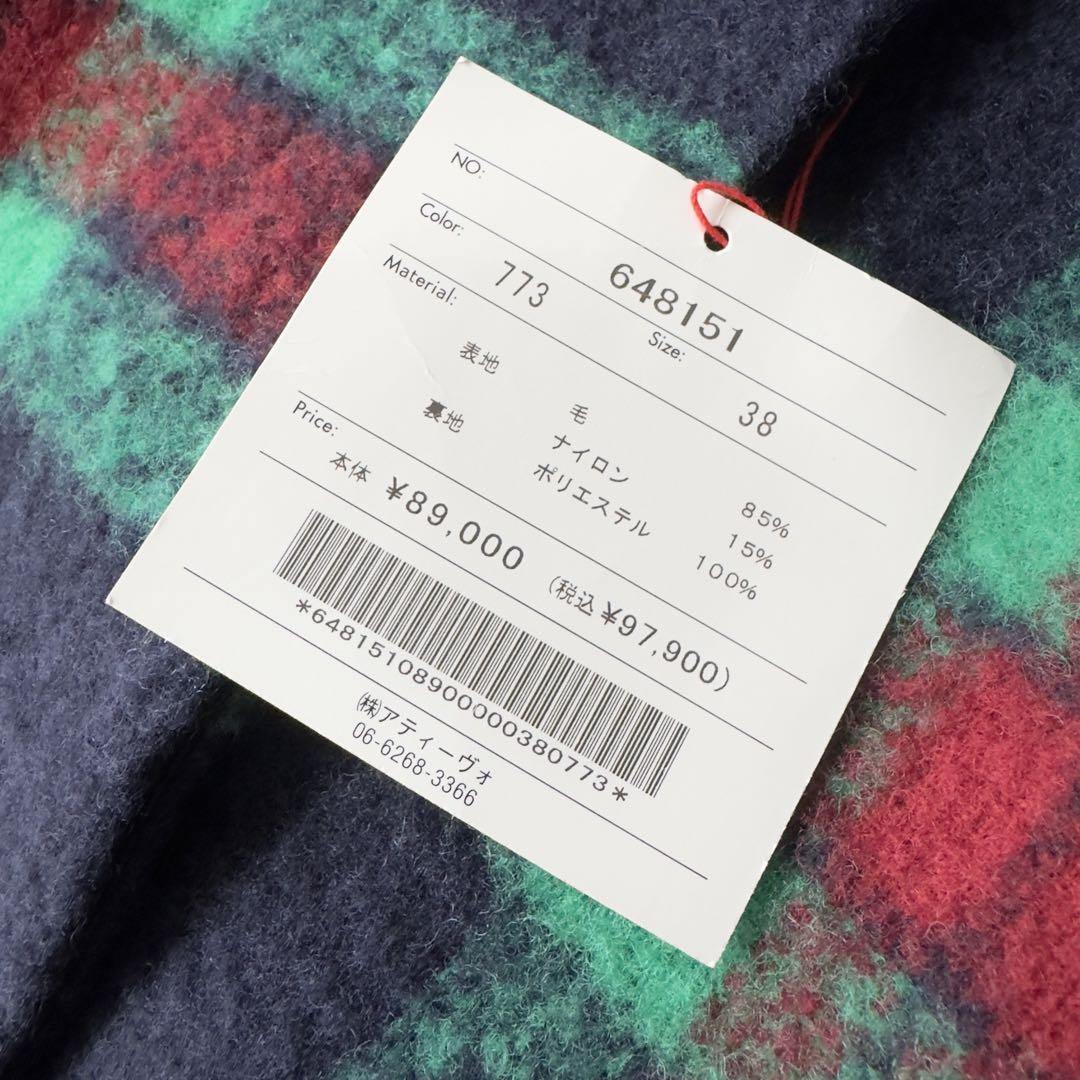 NO: 648151
Color: 773 Size: 38
Material:
表地 毛 85%
ナイロン 15%
裏地 ポリエステル 100%
Price:
本体 ¥89,000 (税込 ¥97,900)
*64815108900000380773*
㈱アティーヴォ
06-6268-3366